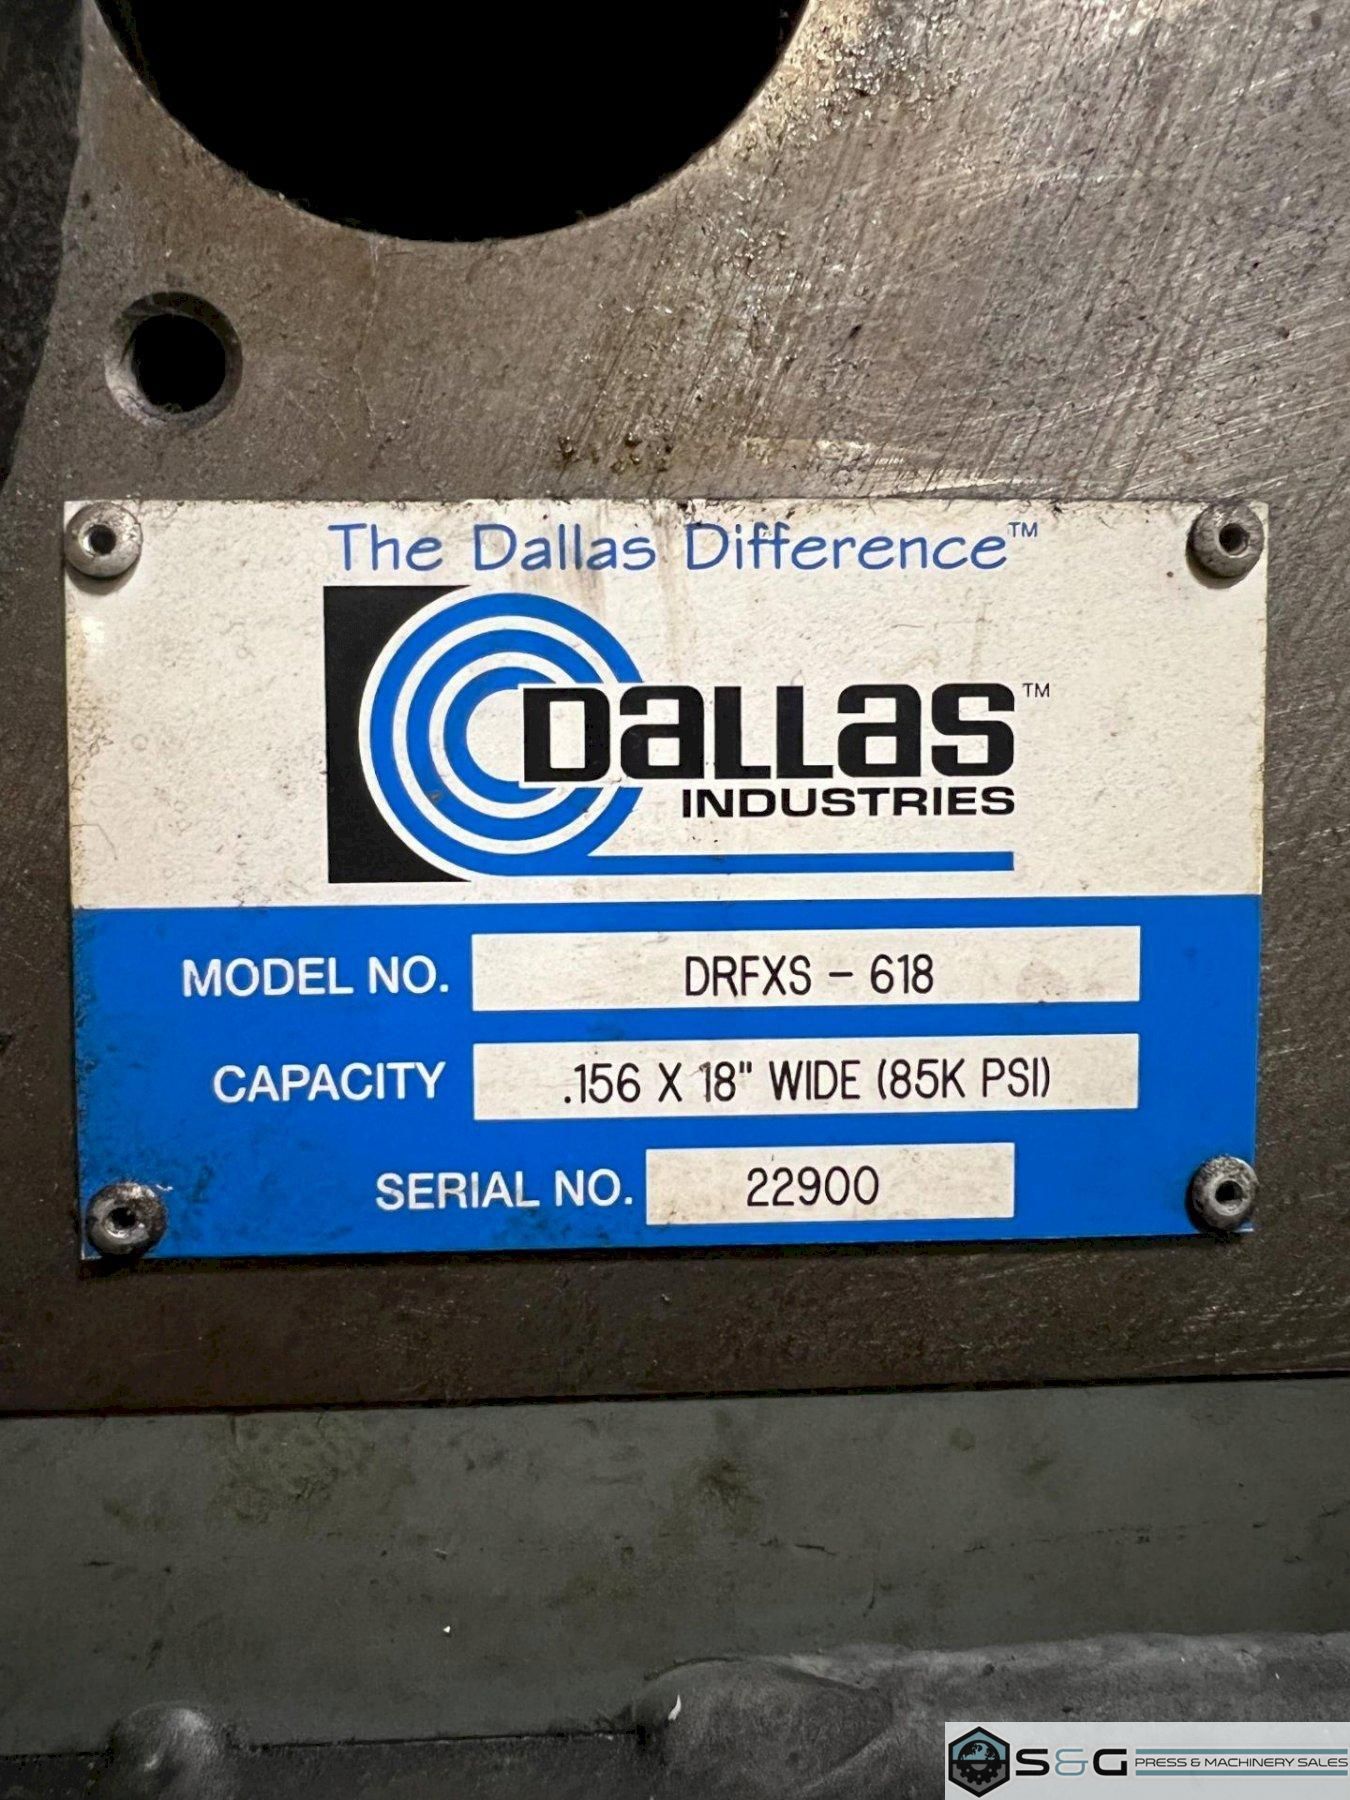 The Dallas Difference™
DALLAS™
INDUSTRIES
MODEL NO. DRFXS - 618
CAPACITY .156 X 18" WIDE (85K PSI)
SERIAL NO. 22900
S&G PRESS & MACHINERY SALES